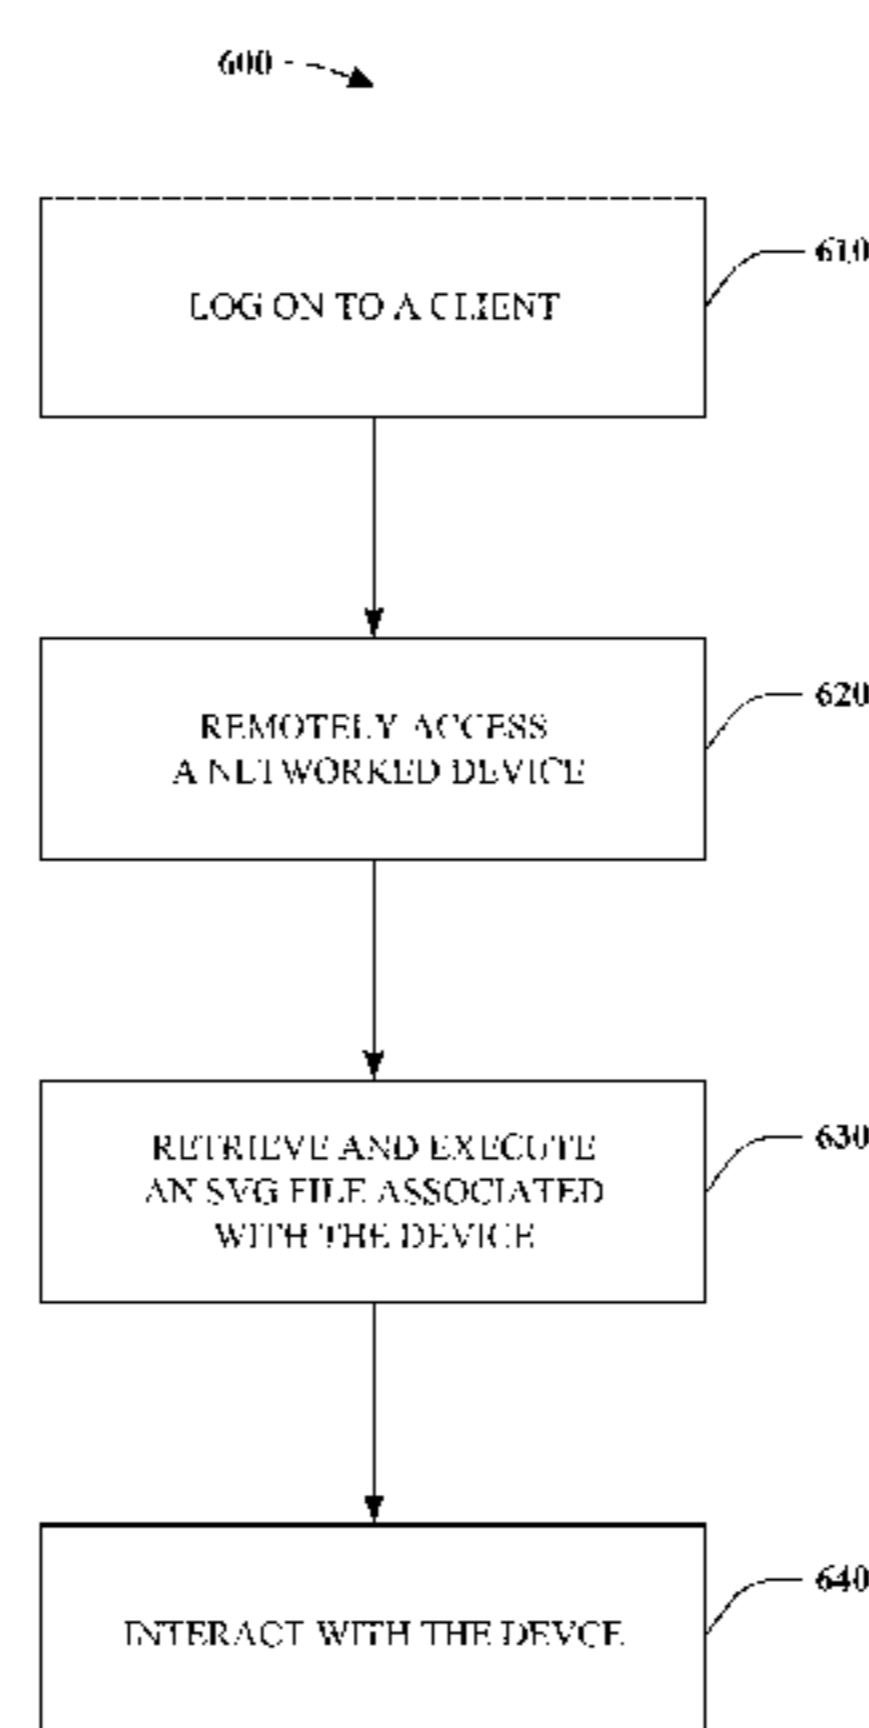 600
LOG ON TO A CLIENT
610
REMOTELY ACCESS
A NETWORKED DEVICE
620
RETRIEVE AND EXECUTE
AN SVG FILE ASSOCIATED
WITH THE DEVICE
630
INTERACT WITH THE DEVCE
640